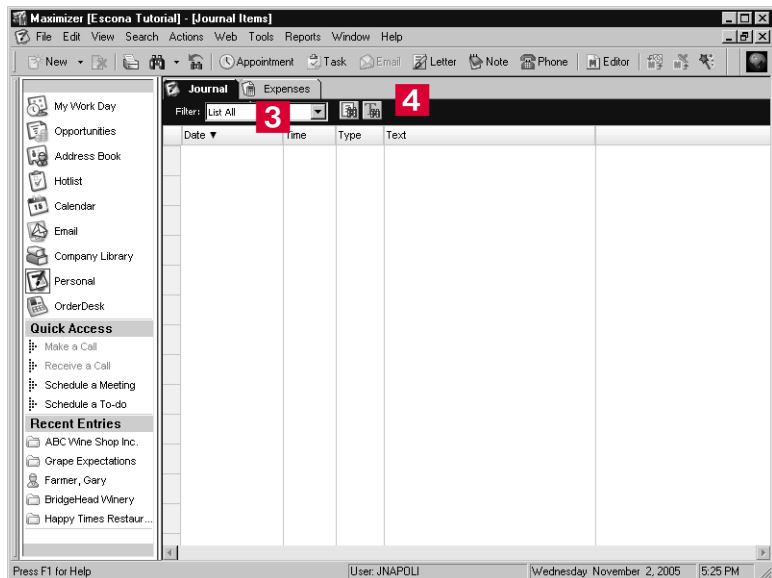 Maximizer [Escona Tutorial] - [Journal Items]
File Edit View Search Actions Web Tools Reports Window Help
New Appointment Task Email Letter Note Phone Editor
Journal Expenses
Filter: List All 3 4
Date Time Type Text
My Work Day
Opportunities
Address Book
Hotlist
Calendar
Email
Company Library
Personal
OrderDesk
Quick Access
Make a Call
Receive a Call
Schedule a Meeting
Schedule a To-do
Recent Entries
ABC Wine Shop Inc.
Grape Expectations
Farmer, Gary
BridgeHead Winery
Happy Times Restaur...
Press F1 for Help User: JNAPOLI Wednesday November 2, 2005 5:25 PM